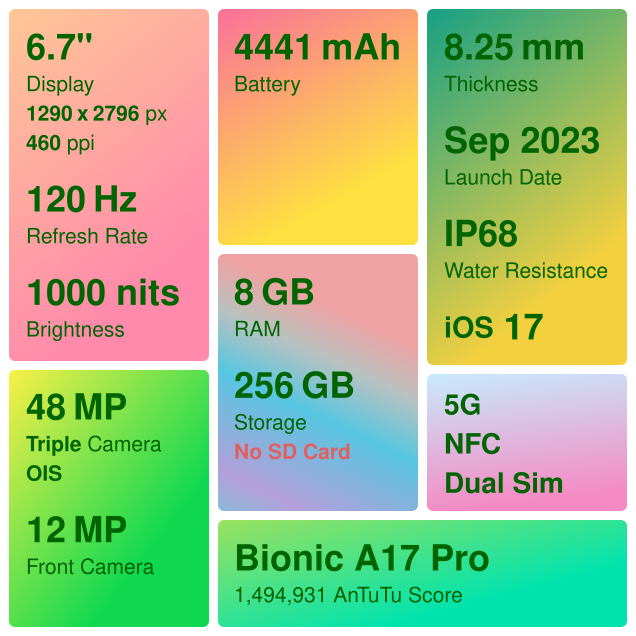 6.7"
Display
1290 x 2796 px
460 ppi
120 Hz
Refresh Rate
1000 nits
Brightness
48 MP
Triple Camera
OIS
12 MP
Front Camera
4441 mAh
Battery
8 GB
RAM
256 GB
Storage
No SD Card
8.25 mm
Thickness
Sep 2023
Launch Date
IP68
Water Resistance
iOS 17
5G
NFC
Dual Sim
Bionic A17 Pro
1,494,931 AnTuTu Score